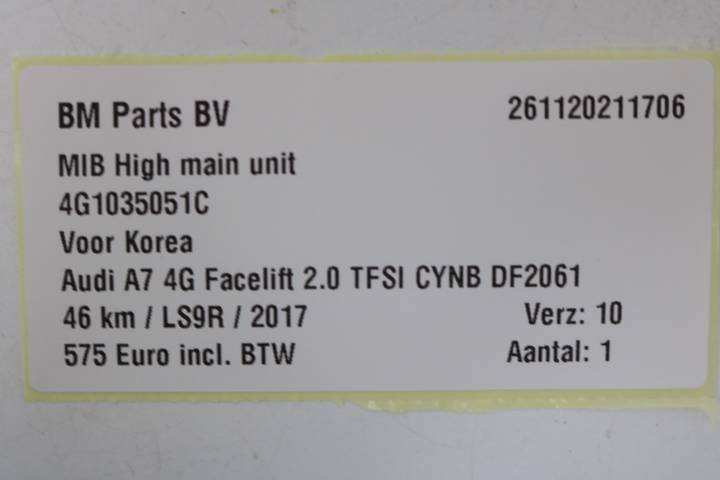 BM Parts BV 261120211706
MIB High main unit
4G1035051C
Voor Korea
Audi A7 4G Facelift 2.0 TFSI CYNB DF2061
46 km / LS9R / 2017 Verz: 10
575 Euro incl. BTW Aantal: 1